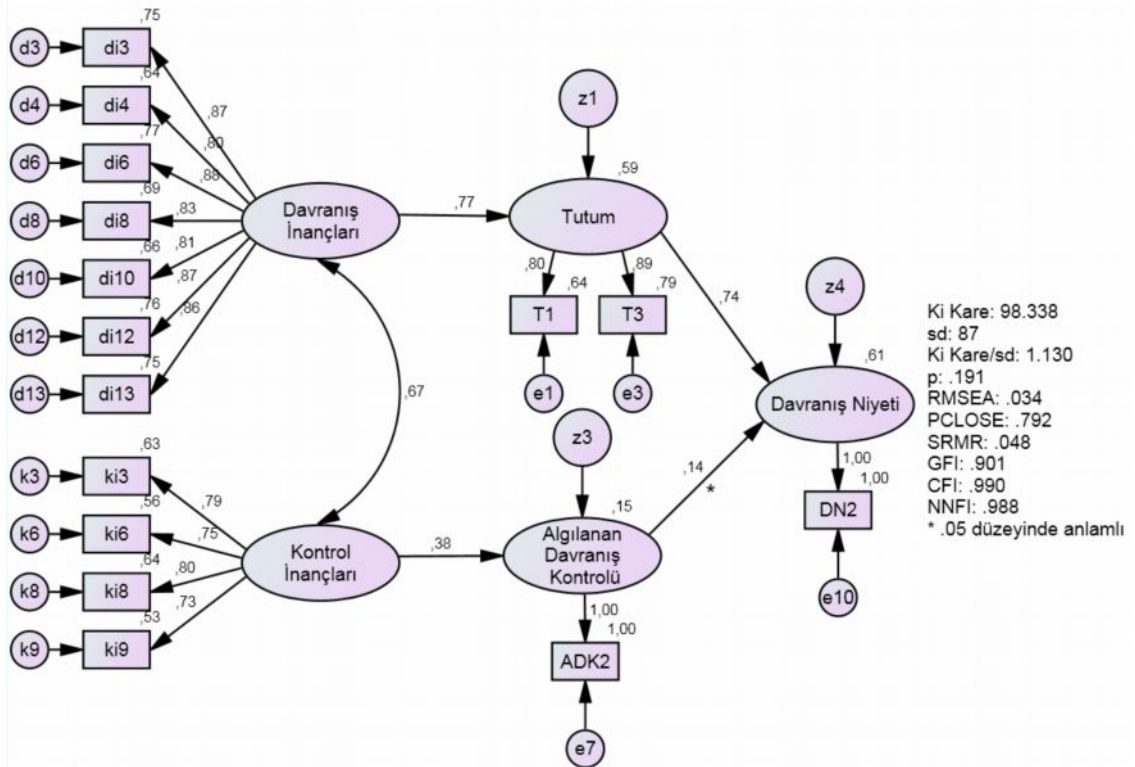 ,75
d3
di3
,64
d4
di4
,87
,77
,80
d6
di6
,88
,69
d8
di8
,83
,66
,81
d10
di10
,87
,76
d12
di12
,86
,75
d13
di13
Davranış
İnançları
,77
z1
,59
Tutum
,80
,89
,64
,79
T1
T3
e1
e3
,74
z4
,61
Davranış Niyeti
1,00
1,00
DN2
e10
,67
z3
,14
*
,15
Algılanan
Davranış
Kontrolü
1,00
1,00
ADK2
e7
,63
k3
ki3
,79
,56
k6
ki6
,75
,64
k8
ki8
,80
,53
,73
k9
ki9
Kontrol
İnançları
,38
Ki Kare: 98.338
sd: 87
Ki Kare/sd: 1.130
p: .191
RMSEA: .034
PCLOSE: .792
SRMR: .048
GFI: .901
CFI: .990
NNFI: .988
* .05 düzeyinde anlamlı